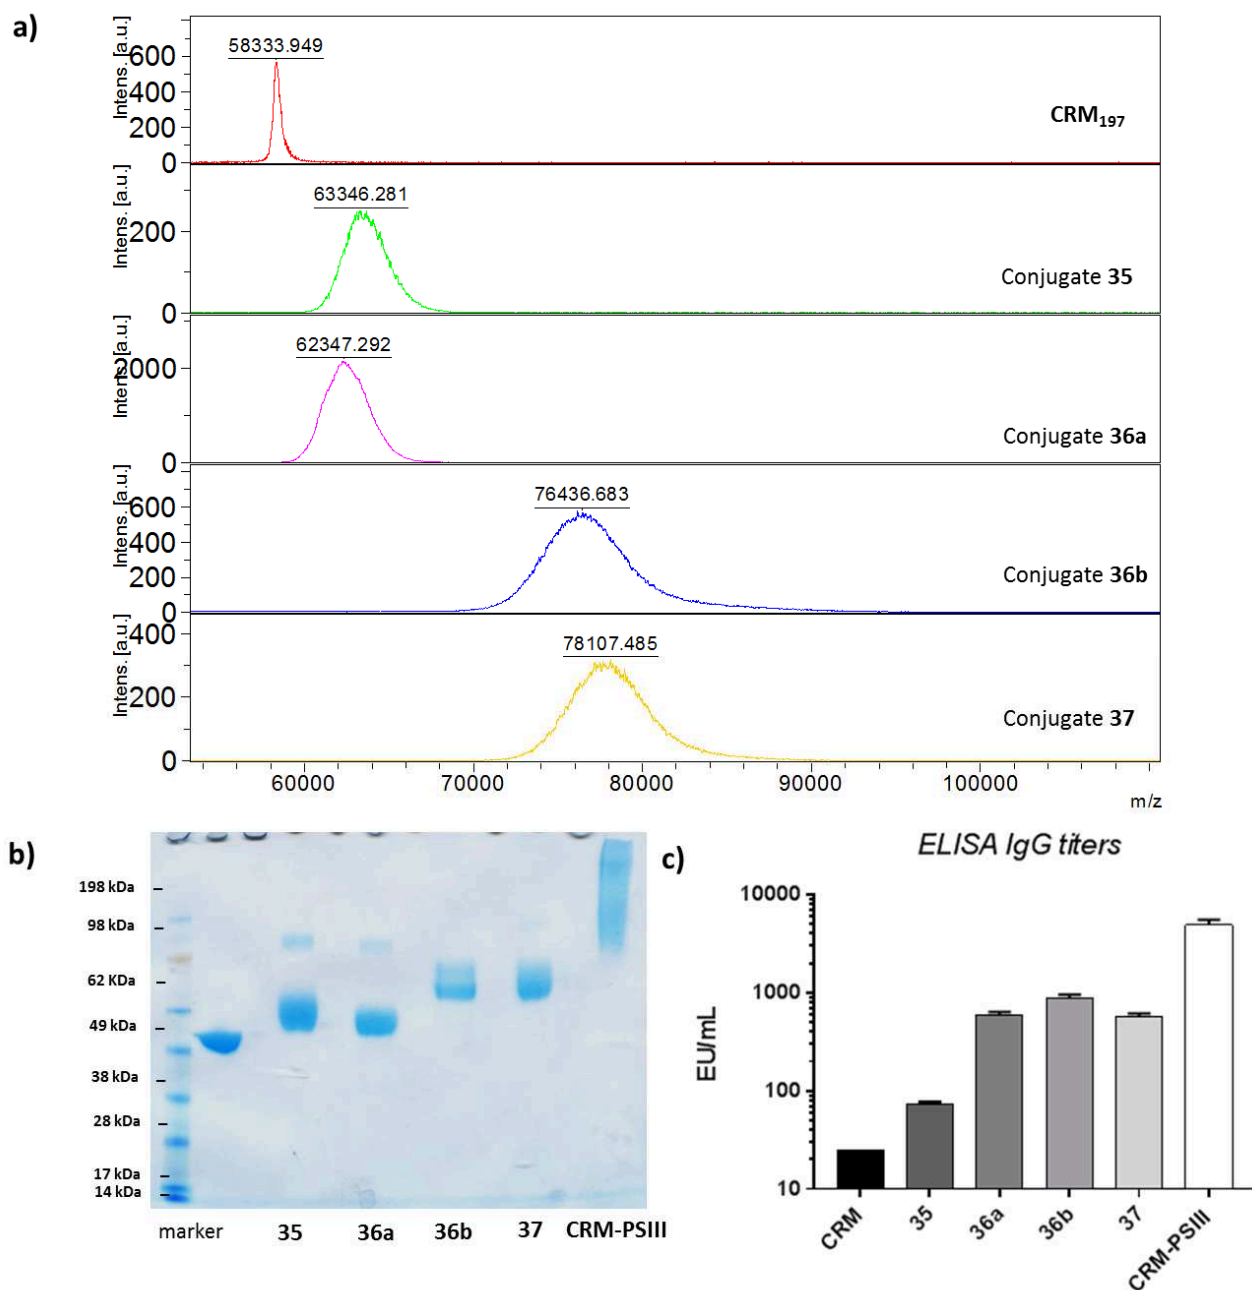 a)
Intens. [a.u.]
600
400
200
0
58333.949
CRM197
Intens. [a.u.]
200
0
63346.281
Conjugate 35
Intens. [a.u.]
2000
0
62347.292
Conjugate 36a
Intens. [a.u.]
600
400
200
0
76436.683
Conjugate 36b
Intens. [a.u.]
400
200
0
78107.485
Conjugate 37
60000 70000 80000 90000 100000
m/z
b)
198 kDa
98 kDa
62 kDa
49 kDa
38 kDa
28 kDa
17 kDa
14 kDa
marker 35 36a 36b 37 CRM-PSIII
c)
ELISA IgG titers
EU/mL
10000
1000
100
10
CRM 35 36a 36b 37 CRM-PSIII